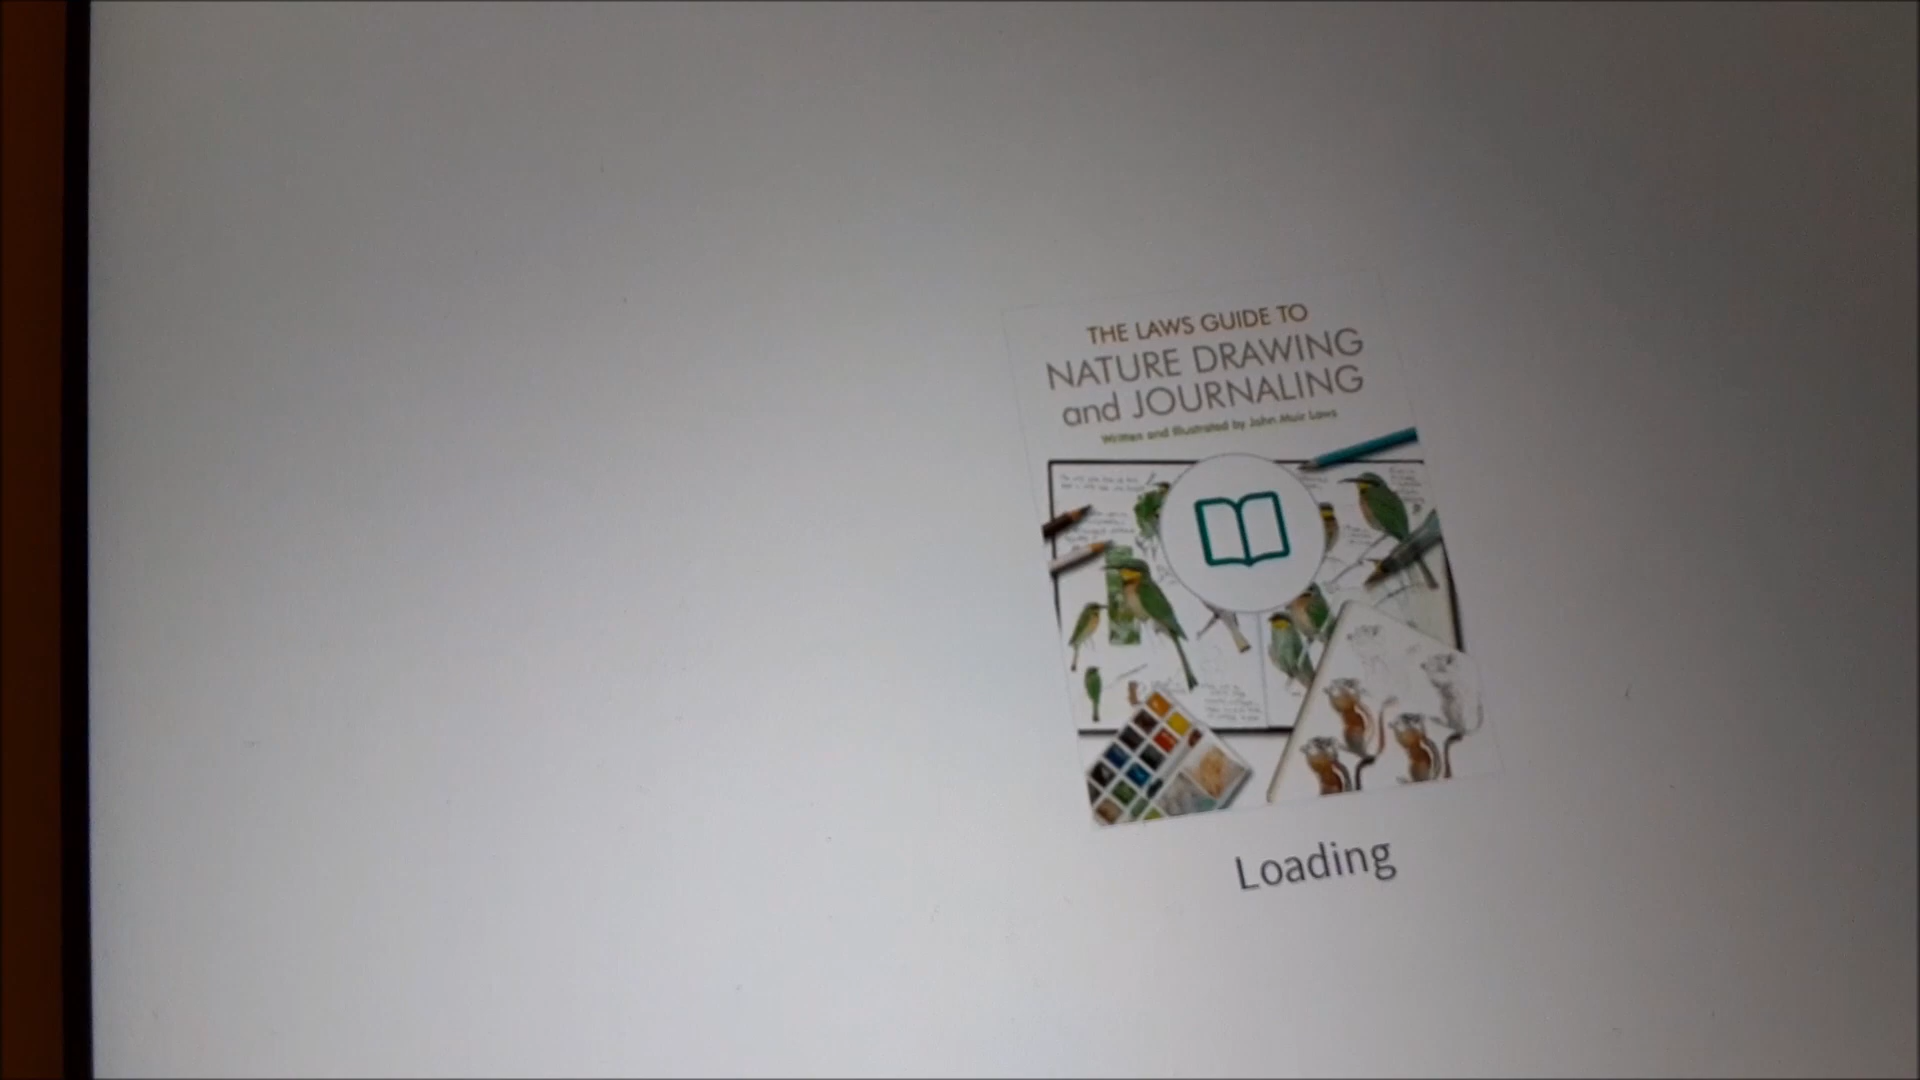 THE LAWS GUIDE TO
NATURE DRAWING
and JOURNALING
Written and Illustrated by John Muir Laws
Loading